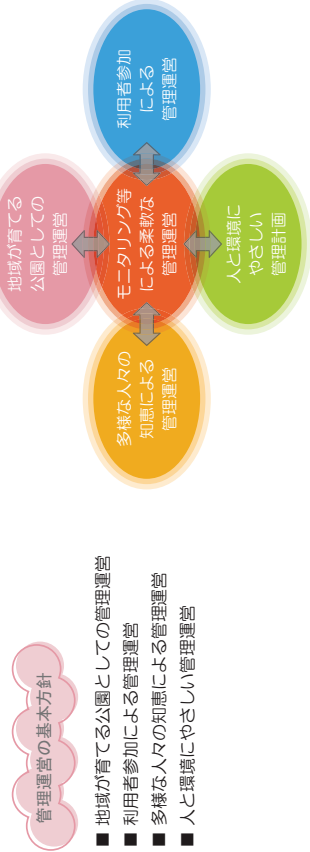 管理運営の基本方針
■ 地域が育てる公園としての管理運営
■ 利用者参加による管理運営
■ 多様な人々の知恵による管理運営
■ 人と環境にやさしい管理運営
地域が育てる
公園としての
管理運営
多様な人々の
知恵による
管理運営
モニタリング等
による柔軟な
管理運営
利用者参加
による
管理運営
人と環境に
やさしい
管理計画